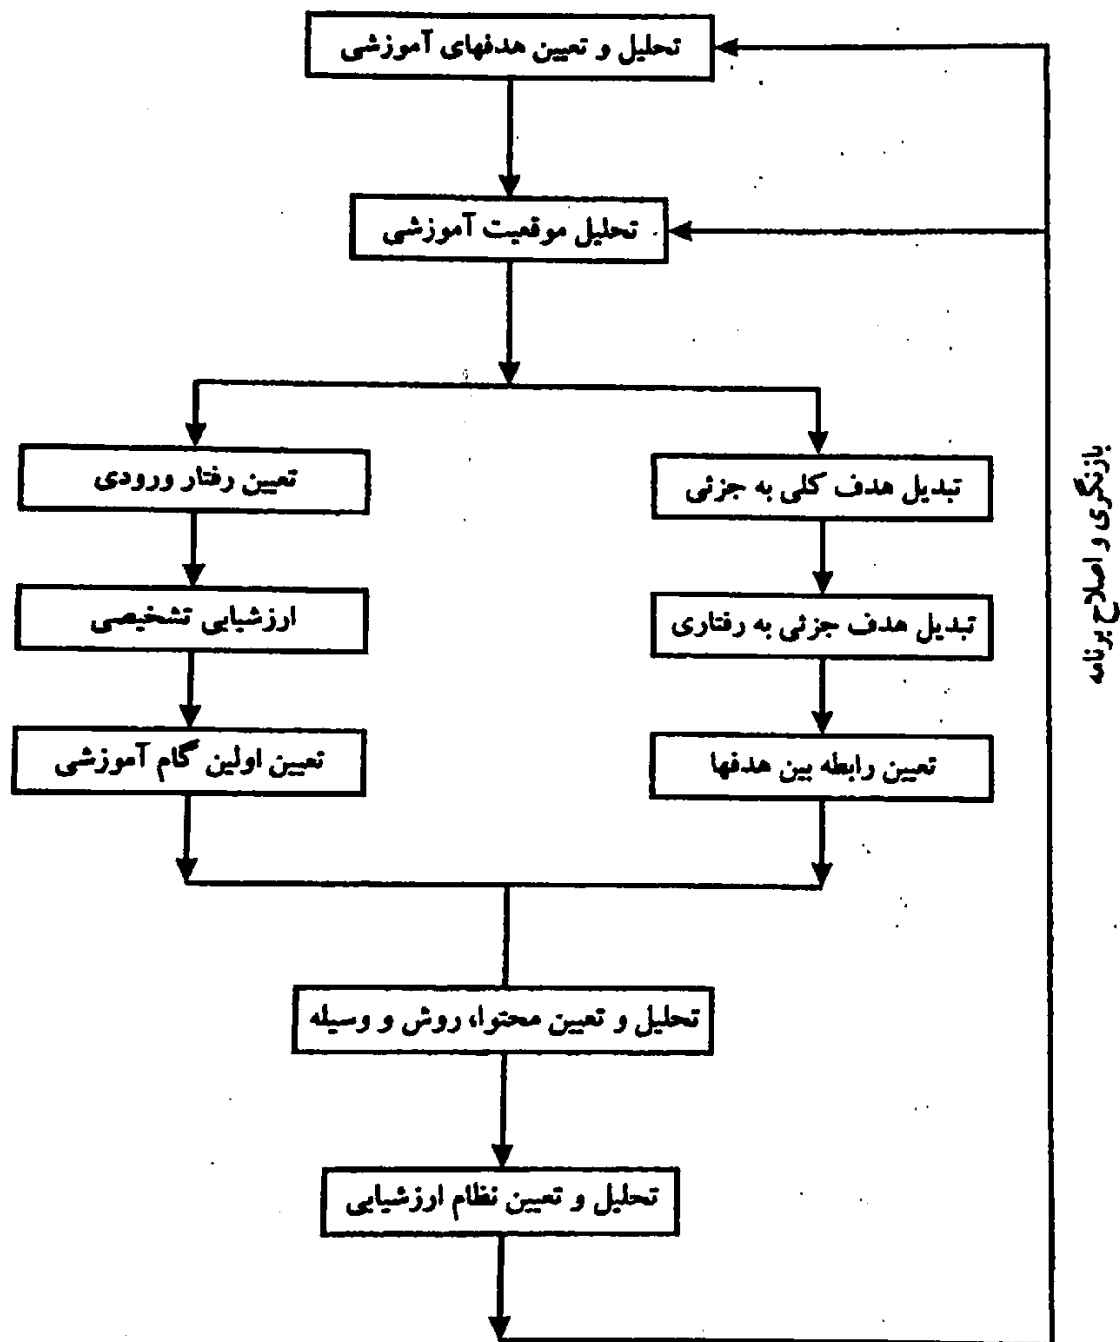 تحلیل و تعیین هدفهای آموزشی
تحلیل موقعیت آموزشی
تبدیل هدف کلی به جزئی
تعیین رفتار ورودی
تبدیل هدف جزئی به رفتاری
ارزشیابی تشخیصی
تعیین رابطه بین هدفها
تعیین اولین گام آموزشی
تحلیل و تعیین محتوا، روش و وسیله
تحلیل و تعیین نظام ارزشیابی
بازنگری و اصلاح برنامه